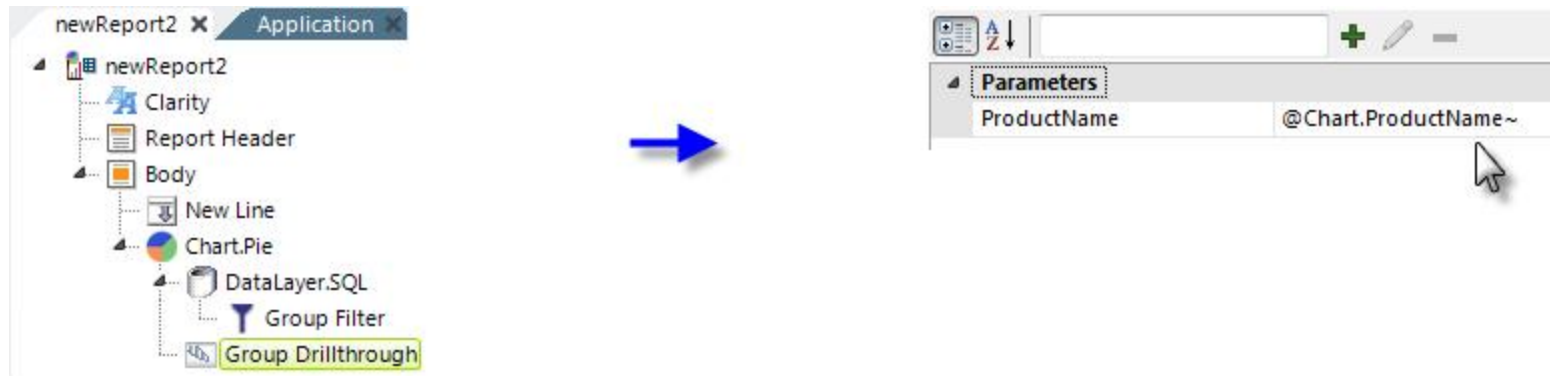 newReport2 Application
newReport2
Clarity
Report Header
Body
New Line
Chart.Pie
DataLayer.SQL
Group Filter
Group Drillthrough
A
Z
Parameters
ProductName @Chart.ProductName~